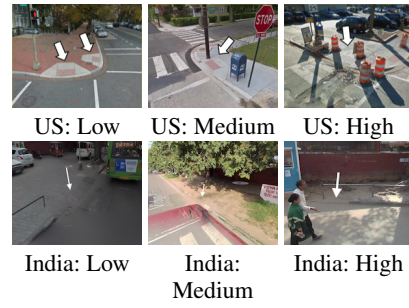 STOP
US: Low
US: Medium
US: High
India: Low
India:
Medium
India: High